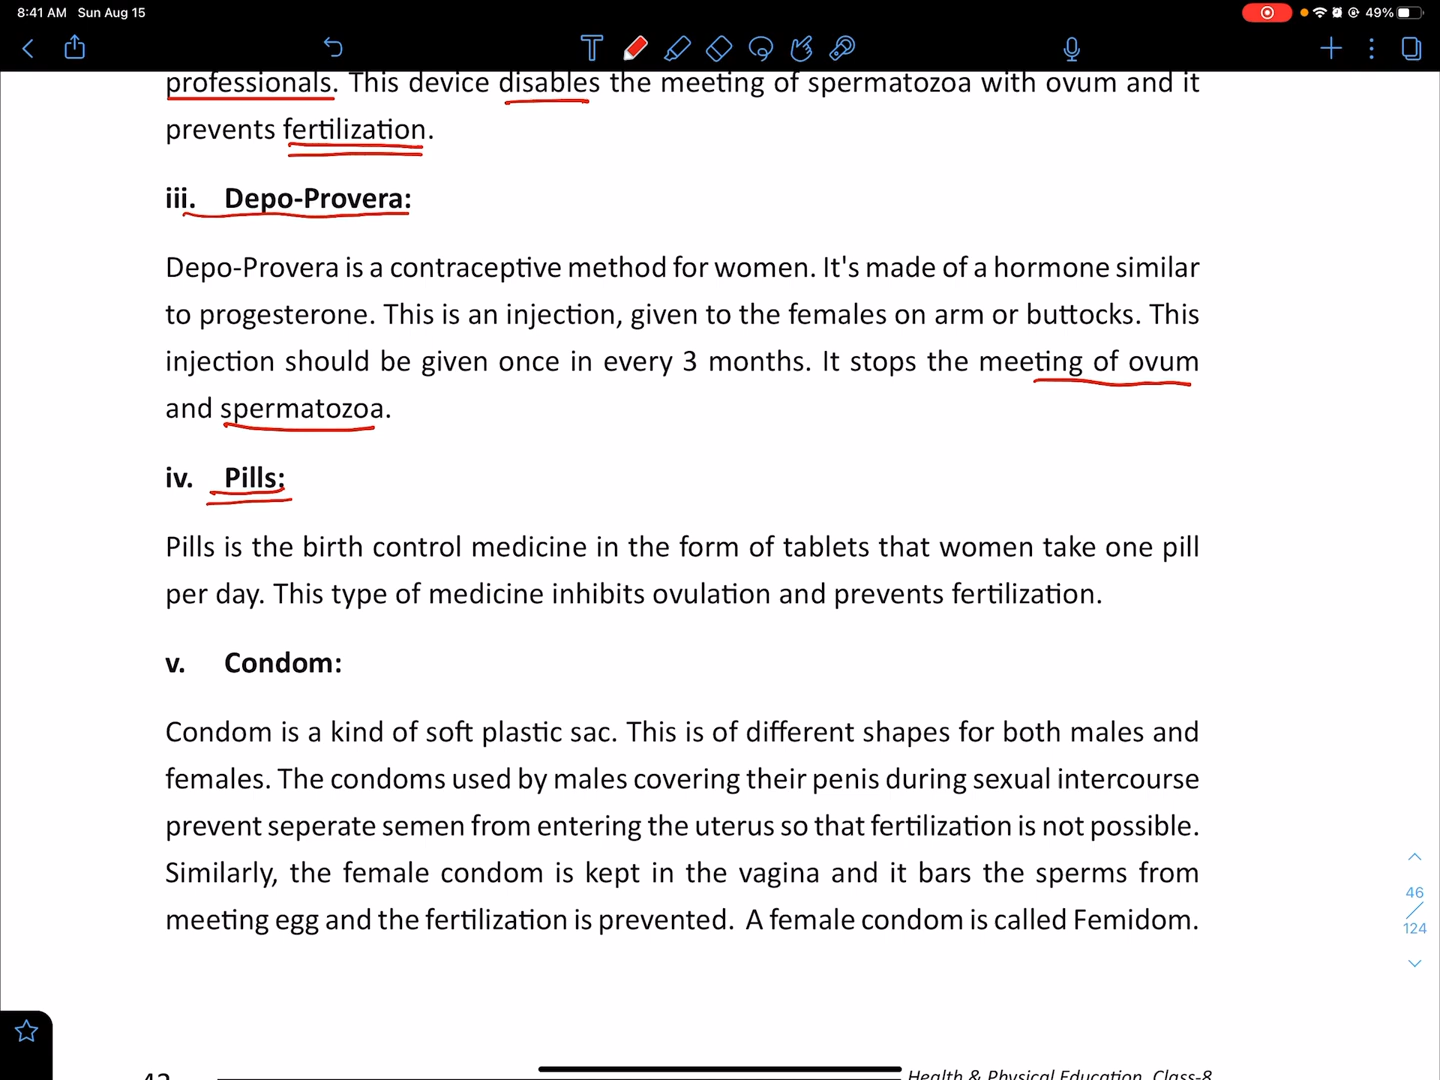 8:41 AM Sun Aug 15
49%
professionals. This device disables the meeting of spermatozoa with ovum and it
prevents fertilization.
iii. Depo-Provera:
Depo-Provera is a contraceptive method for women. It's made of a hormone similar
to progesterone. This is an injection, given to the females on arm or buttocks. This
injection should be given once in every 3 months. It stops the meeting of ovum
and spermatozoa.
iv. Pills:
Pills is the birth control medicine in the form of tablets that women take one pill
per day. This type of medicine inhibits ovulation and prevents fertilization.
v. Condom:
Condom is a kind of soft plastic sac. This is of different shapes for both males and
females. The condoms used by males covering their penis during sexual intercourse
prevent seperate semen from entering the uterus so that fertilization is not possible.
Similarly, the female condom is kept in the vagina and it bars the sperms from
meeting egg and the fertilization is prevented. A female condom is called Femidom.
46
124
Health & Physical Education, Class-8